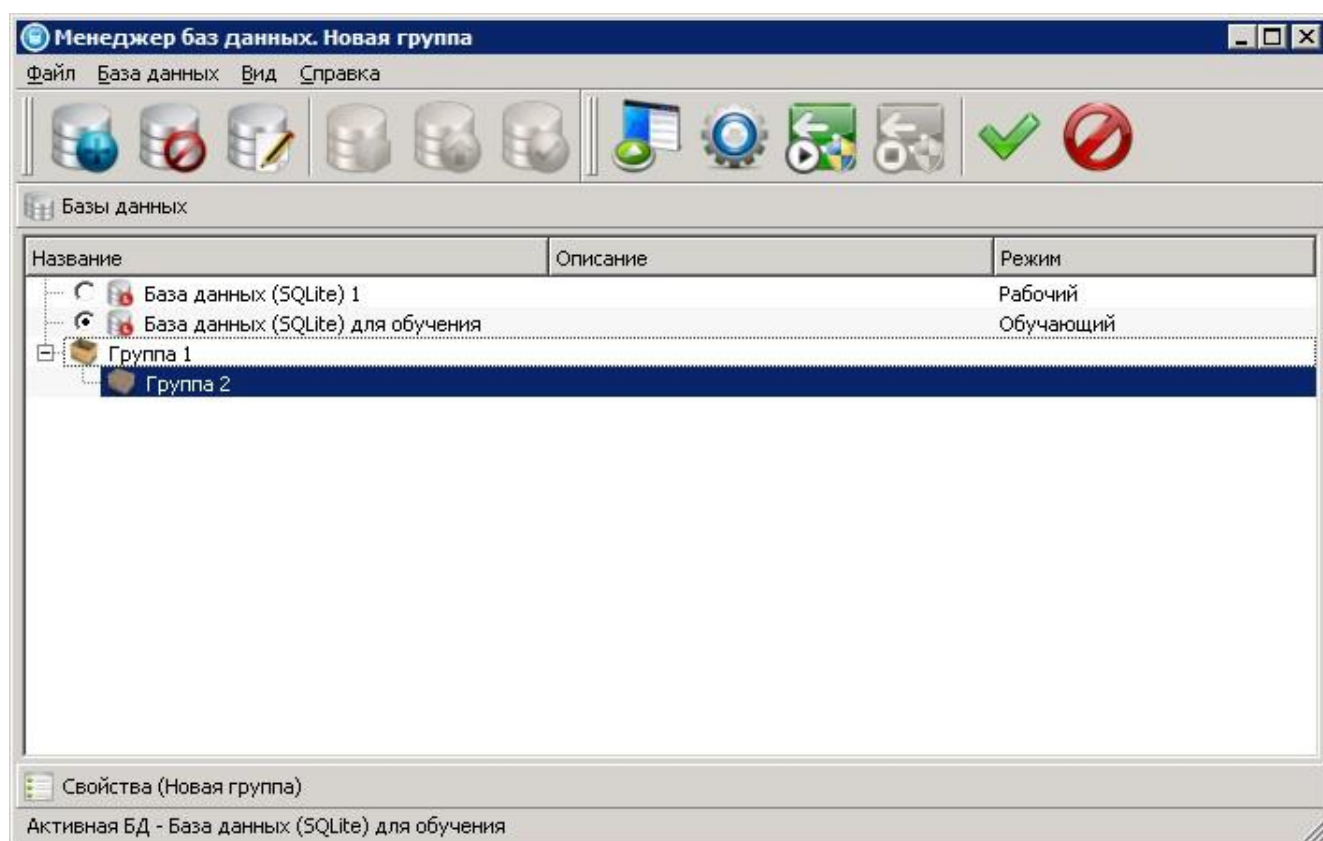 Менеджер баз данных. Новая группа
Файл База данных Вид Справка
Базы данных
Название Описание Режим
База данных (SQLite) 1 Рабочий
База данных (SQLite) для обучения Обучающий
Группа 1
Группа 2
Свойства (Новая группа)
Активная БД - База данных (SQLite) для обучения